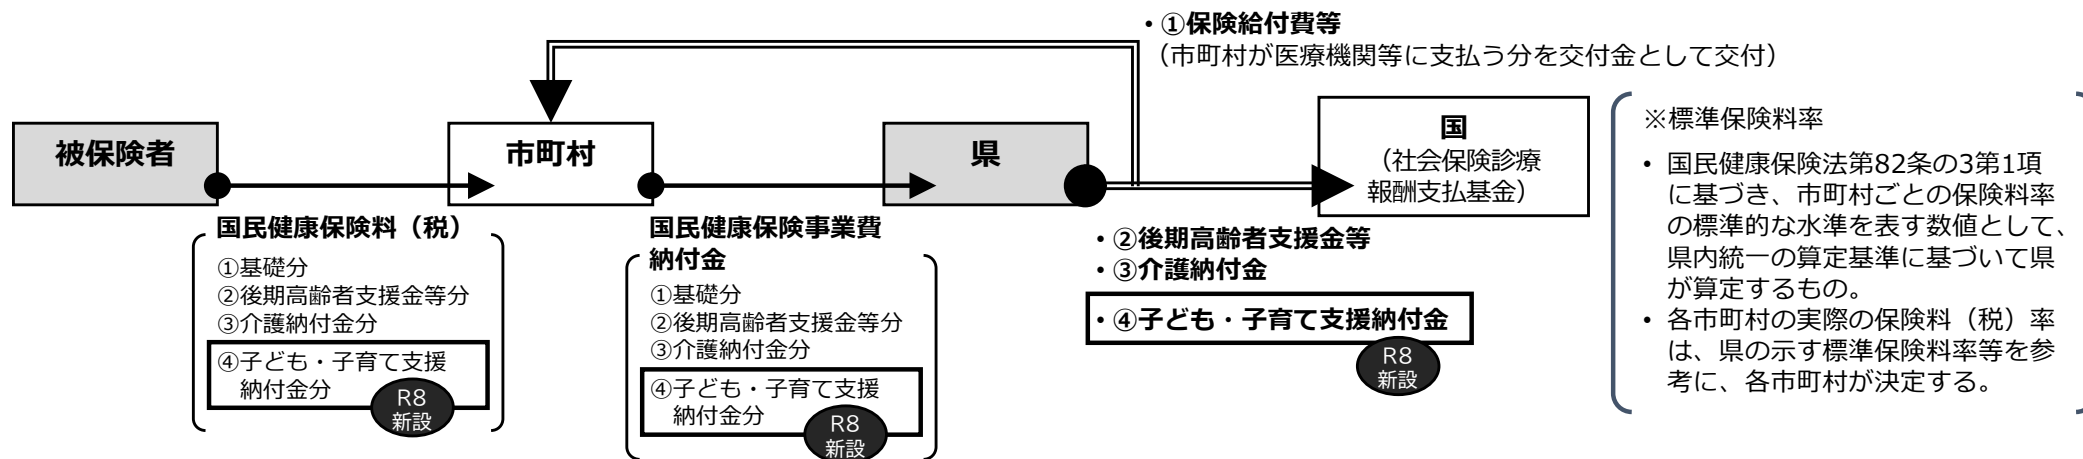 ・①保険給付費等
（市町村が医療機関等に支払う分を交付金として交付）
被保険者
市町村
県
国
（社会保険診療
報酬支払基金）
国民健康保険料（税）
①基礎分
②後期高齢者支援金等分
③介護納付金分
④子ども・子育て支援
納付金分
R8
新設
国民健康保険事業費
納付金
①基礎分
②後期高齢者支援金等分
③介護納付金分
④子ども・子育て支援
納付金分
R8
新設
・②後期高齢者支援金等
・③介護納付金
・④子ども・子育て支援納付金
R8
新設
※標準保険料率
• 国民健康保険法第82条の3第1項
に基づき、市町村ごとの保険料率
の標準的な水準を表す数値として、
県内統一の算定基準に基づいて県
が算定するもの。
• 各市町村の実際の保険料（税）率
は、県の示す標準保険料率等を参
考に、各市町村が決定する。